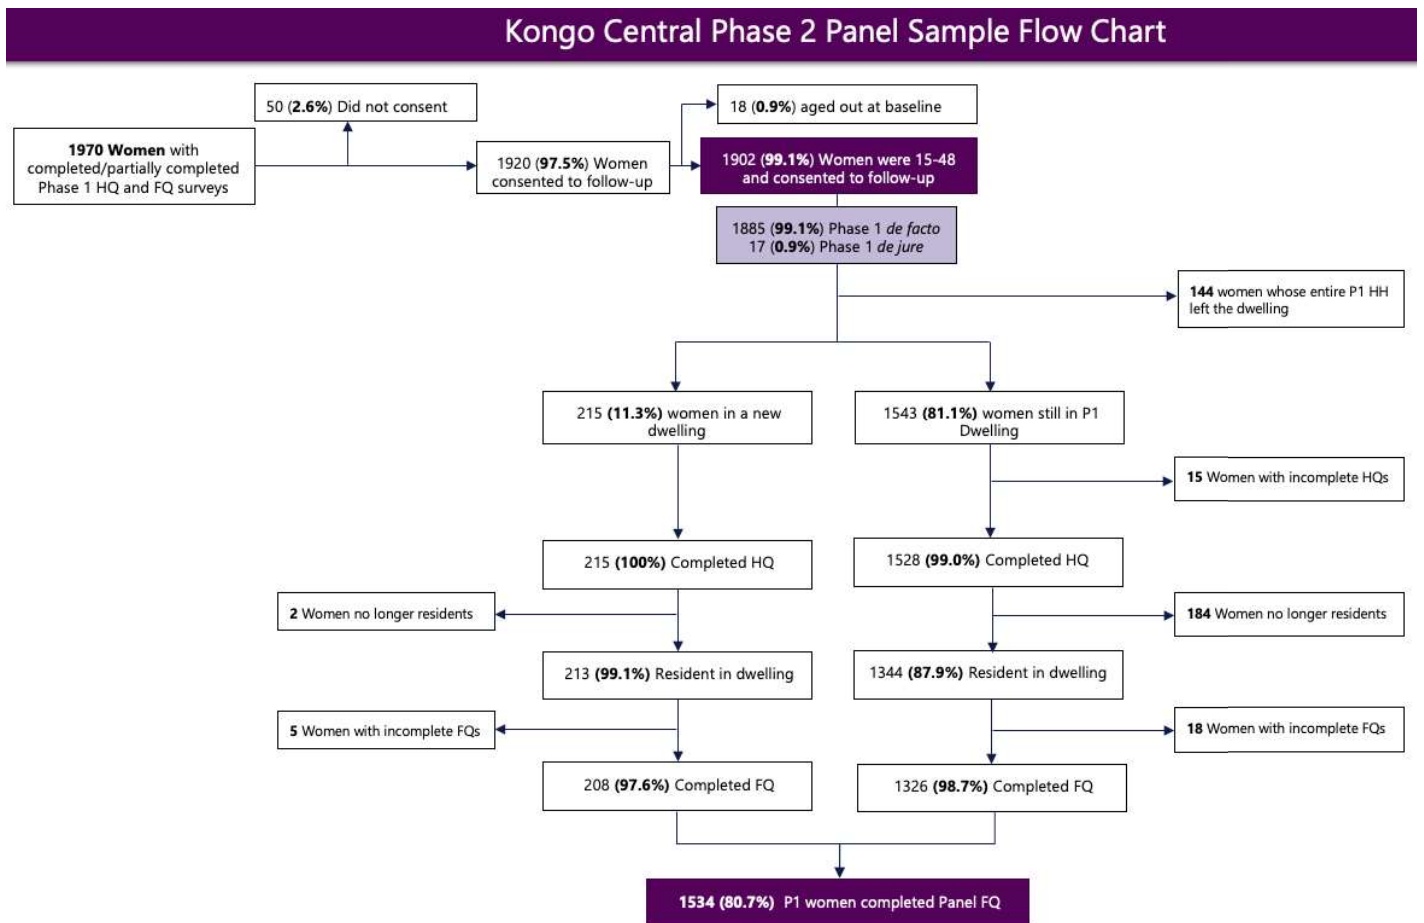 Kongo Central Phase 2 Panel Sample Flow Chart
50 (2.6%) Did not consent
18 (0.9%) aged out at baseline
1970 Women with
completed/partially completed
Phase 1 HQ and FQ surveys
1920 (97.5%) Women
consented to follow-up
1902 (99.1%) Women were 15-48
and consented to follow-up
1885 (99.1%) Phase 1 de facto
17 (0.9%) Phase 1 de jure
144 women whose entire P1 HH
left the dwelling
215 (11.3%) women in a new
dwelling
1543 (81.1%) women still in P1
Dwelling
15 Women with incomplete HQs
215 (100%) Completed HQ
1528 (99.0%) Completed HQ
2 Women no longer residents
184 Women no longer residents
213 (99.1%) Resident in dwelling
1344 (87.9%) Resident in dwelling
5 Women with incomplete FQs
18 Women with incomplete FQs
208 (97.6%) Completed FQ
1326 (98.7%) Completed FQ
1534 (80.7%) P1 women completed Panel FQ